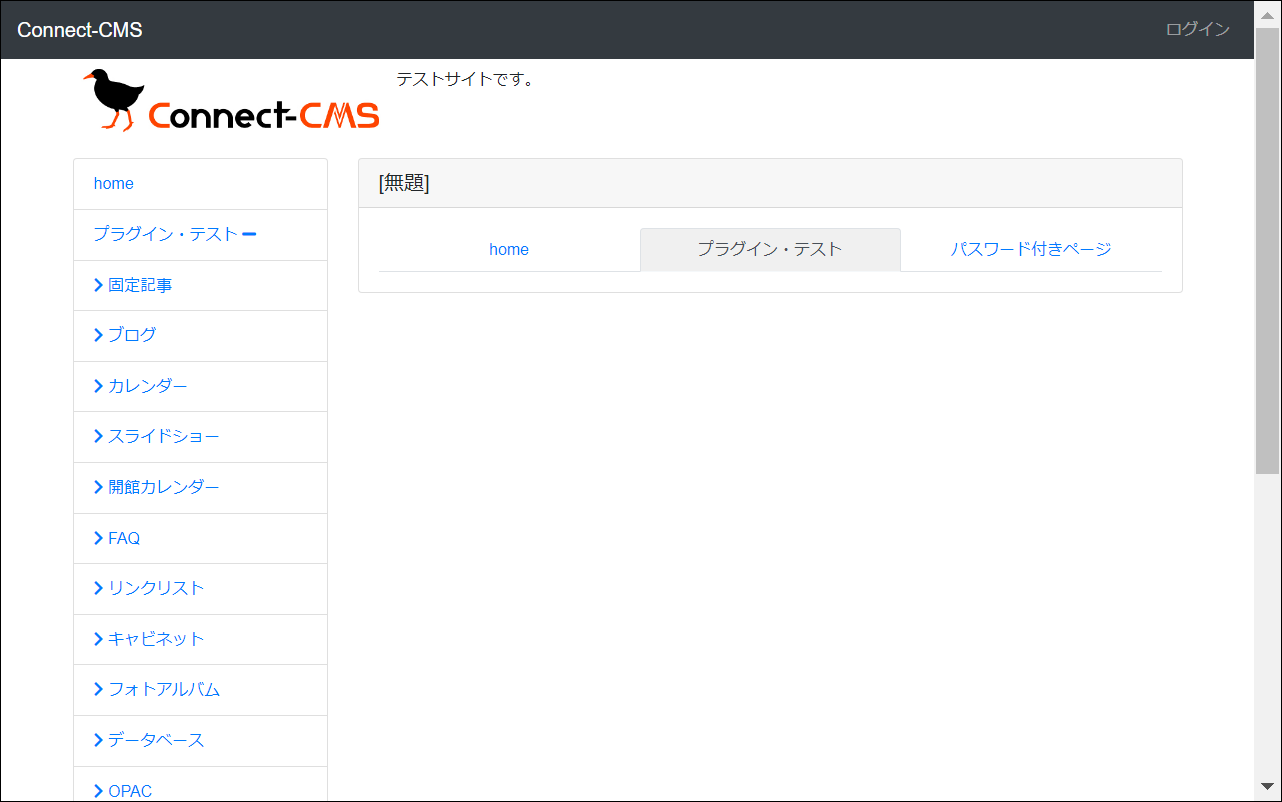 Connect-CMS
ログイン
Connect-CMS
テストサイトです。
home
プラグイン・テスト
固定記事
ブログ
カレンダー
スライドショー
開館カレンダー
FAQ
リンクリスト
キャビネット
フォトアルバム
データベース
OPAC
[無題]
home プラグイン・テスト パスワード付きページ